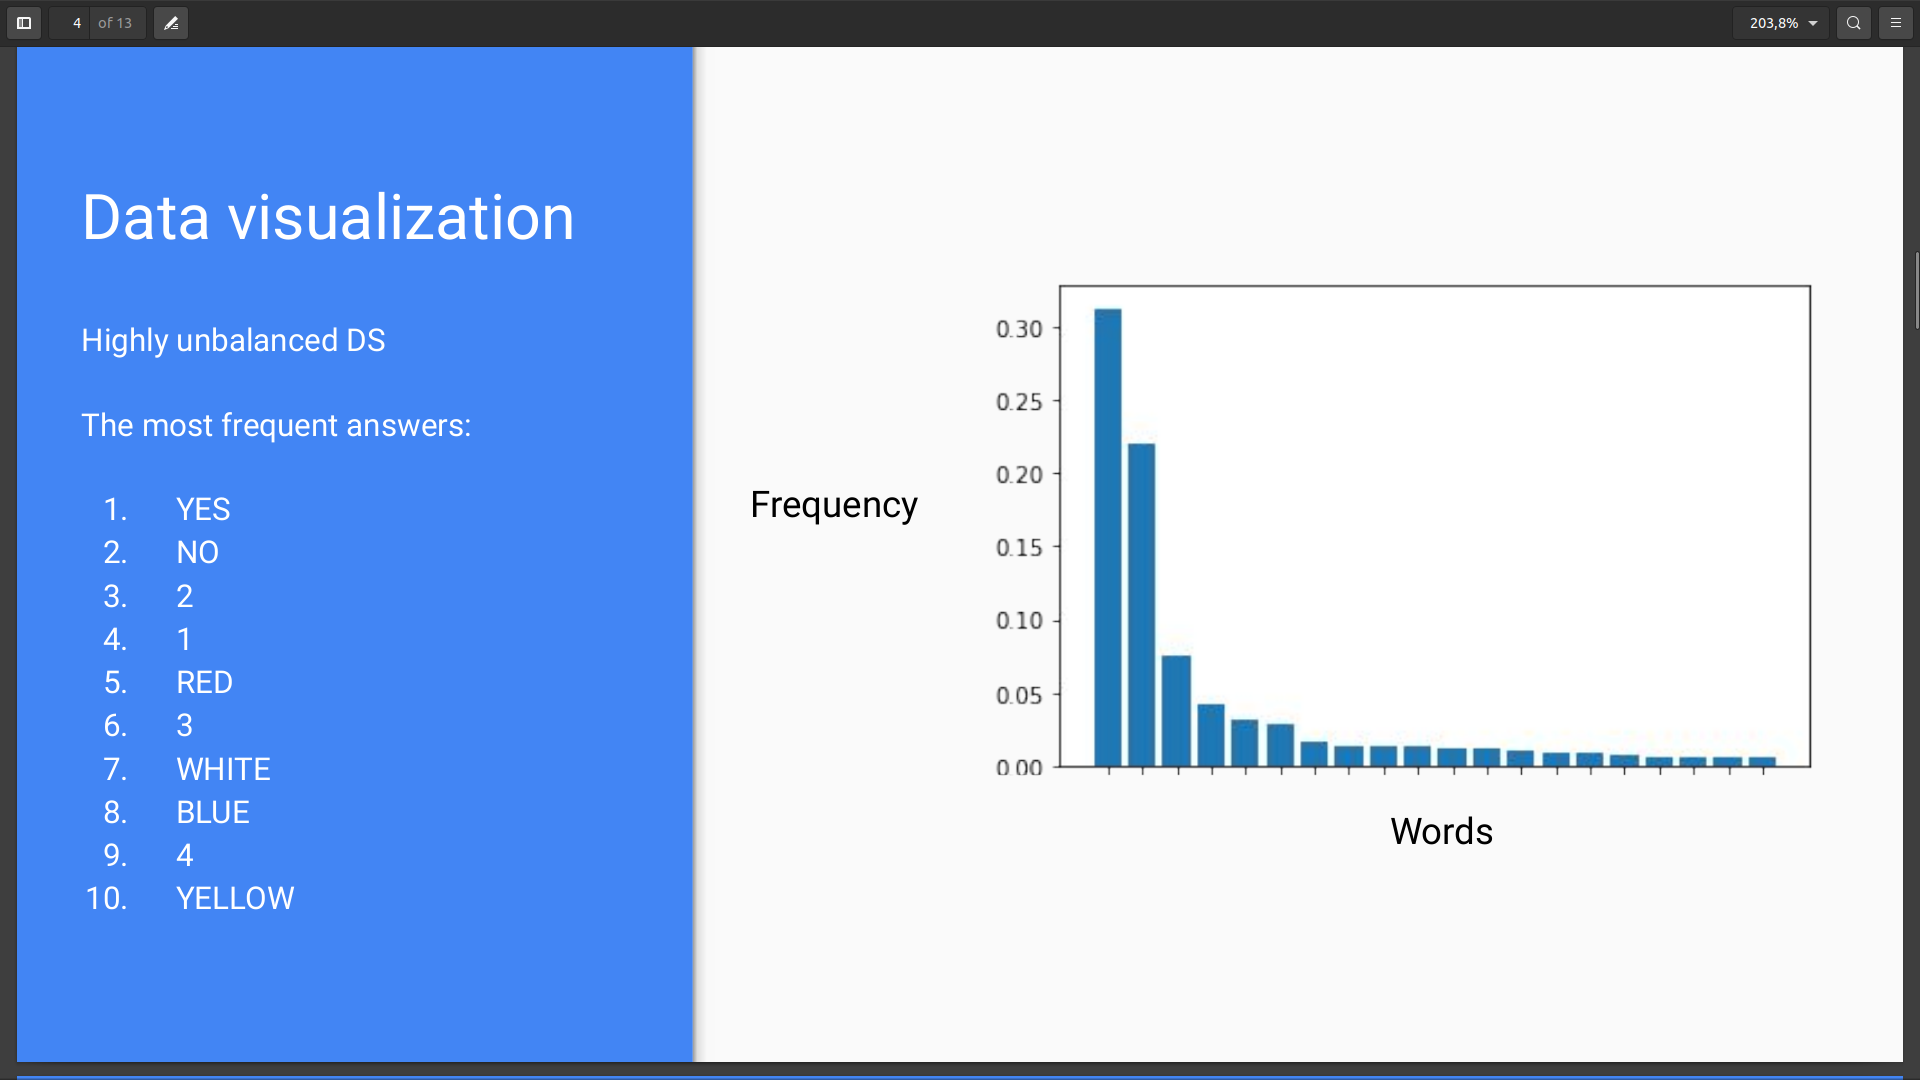 4 of 13
203,8%
Data visualization
Highly unbalanced DS
The most frequent answers:
1. YES
2. NO
3. 2
4. 1
5. RED
6. 3
7. WHITE
8. BLUE
9. 4
10. YELLOW
Frequency
0.30
0.25
0.20
0.15
0.10
0.05
0.00
Words